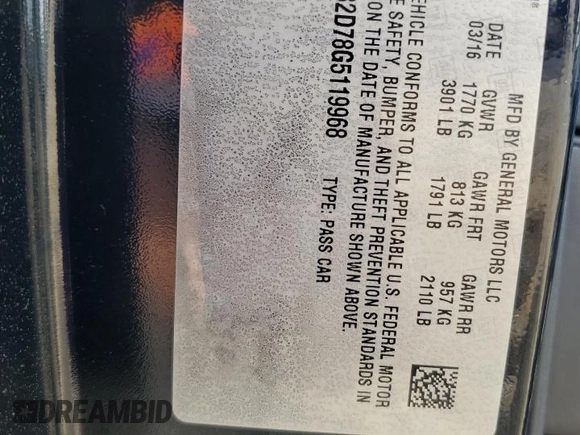 MFD BY GENERAL MOTORS LLC
DATE GVWR GAWR FRT GAWR RR
03/16 1770 KG 813 KG 957 KG
3901 LB 1791 LB 2110 LB
VEHICLE CONFORMS TO ALL APPLICABLE U.S. FEDERAL MOTOR
SAFETY, BUMPER, AND THEFT PREVENTION STANDARDS IN
ON THE DATE OF MANUFACTURE SHOWN ABOVE.
2D78G5119968 TYPE: PASS CAR
DREAMBID